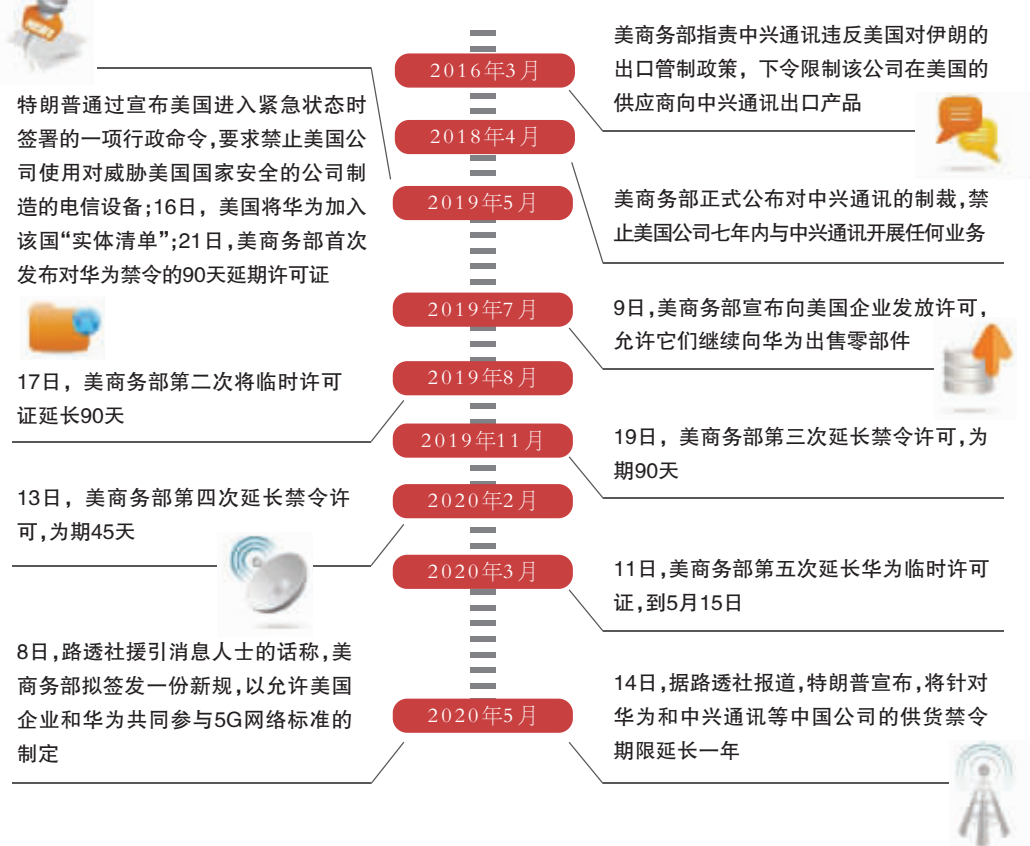 2016年3月
美商务部指责中兴通讯违反美国对伊朗的
出口管制政策，下令限制该公司在美国的
供应商向中兴通讯出口产品
2018年4月
美商务部正式公布对中兴通讯的制裁,禁
止美国公司七年内与中兴通讯开展任何业务
2019年5月
特朗普通过宣布美国进入紧急状态时
签署的一项行政命令,要求禁止美国公
司使用对威胁美国国家安全的公司制
造的电信设备;16日，美国将华为加入
该国“实体清单”;21日,美商务部首次
发布对华为禁令的90天延期许可证
2019年7月
9日,美商务部宣布向美国企业发放许可,
允许它们继续向华为出售零部件
2019年8月
17日，美商务部第二次将临时许可
证延长90天
2019年11月
19日，美商务部第三次延长禁令许可,为
期90天
2020年2月
13日，美商务部第四次延长禁令许
可,为期45天
2020年3月
11日,美商务部第五次延长华为临时许可
证,到5月15日
2020年5月
8日,路透社援引消息人士的话称,美
商务部拟签发一份新规,以允许美国
企业和华为共同参与5G网络标准的
制定
14日,据路透社报道,特朗普宣布,将针对
华为和中兴通讯等中国公司的供货禁令
期限延长一年